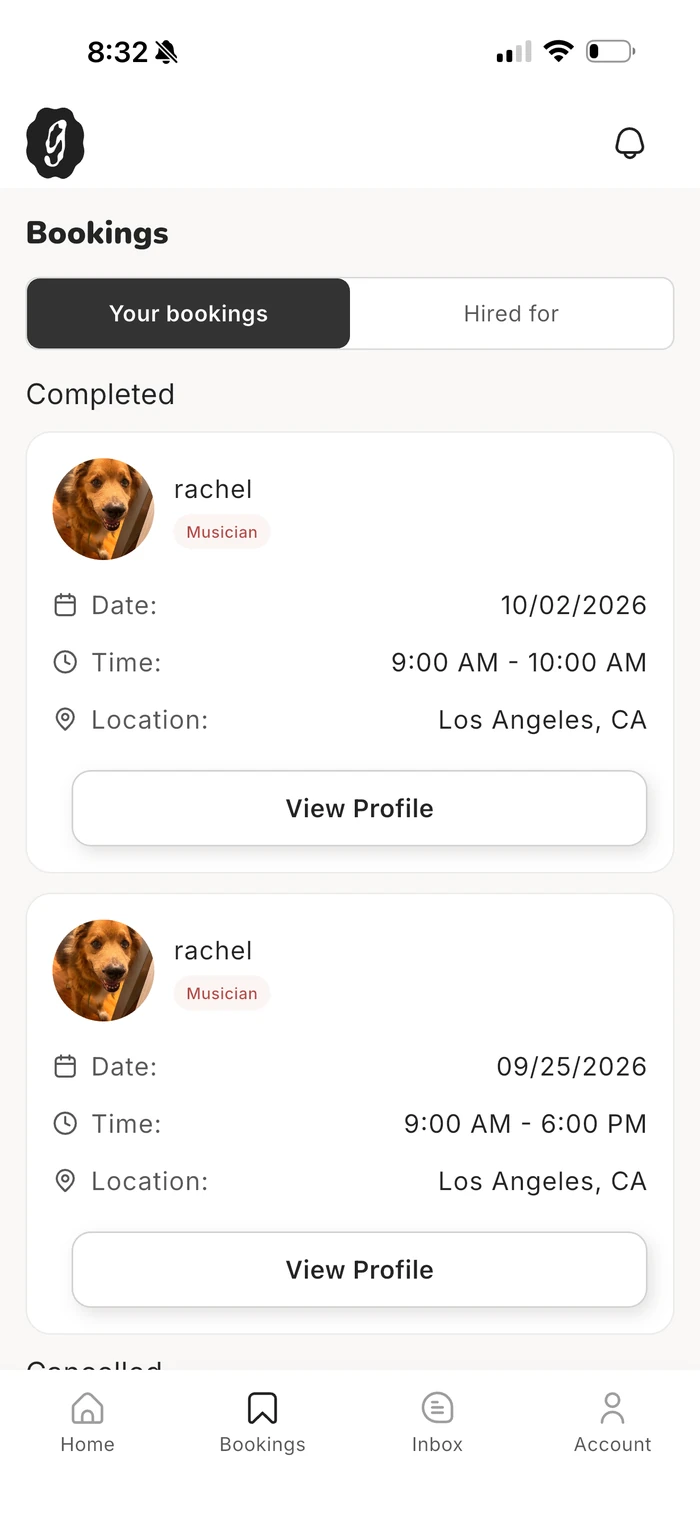 8:32
g
Bookings
Your bookings
Hired for
Completed
rachel
Musician
Date:
10/02/2026
Time:
9:00 AM - 10:00 AM
Location:
Los Angeles, CA
View Profile
rachel
Musician
Date:
09/25/2026
Time:
9:00 AM - 6:00 PM
Location:
Los Angeles, CA
View Profile
Cancelled
Home
Bookings
Inbox
Account